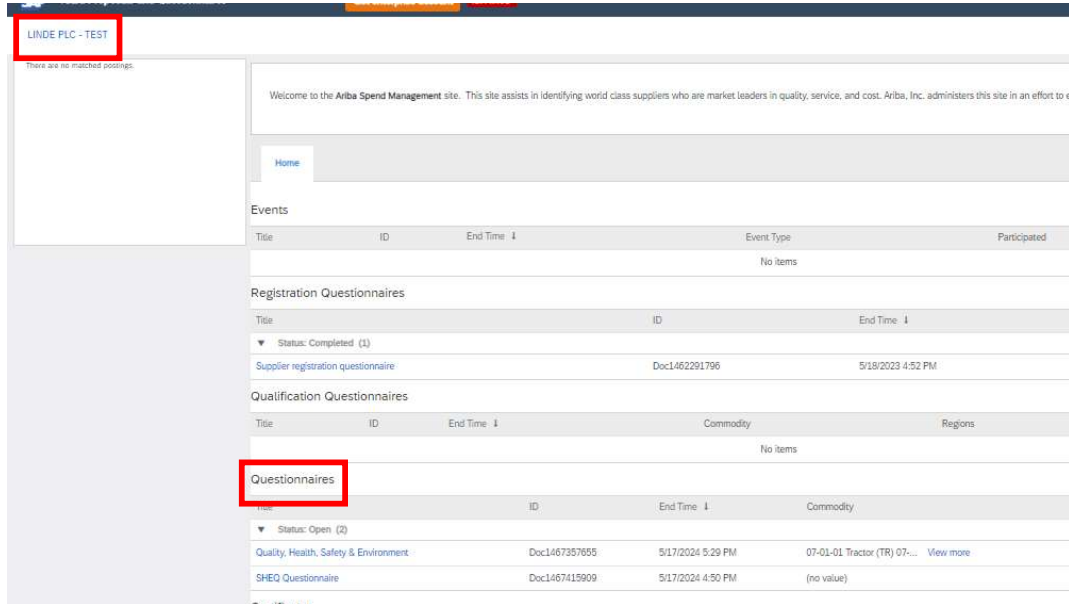 LINDE PLC - TEST
There are no matched postings.
Welcome to the Ariba Spend Management site. This site assists in identifying world class suppliers who are market leaders in quality, service, and cost. Ariba, Inc. administers this site in an effort to
Home
Events
Title ID End Time ↓ Event Type Participated
No items
Registration Questionnaires
Title ID End Time ↓
▼ Status: Completed (1)
Supplier registration questionnaire Doc1462291796 5/18/2023 4:52 PM
Qualification Questionnaires
Title ID End Time ↓ Commodity Regions
No items
Questionnaires
Title ID End Time ↓ Commodity
▼ Status: Open (2)
Quality, Health, Safety & Environment Doc1467357655 5/17/2024 5:29 PM 07-01-01 Tractor (TR) 07-... View more
SHEQ Questionnaire Doc1467415909 5/17/2024 4:50 PM (no value)